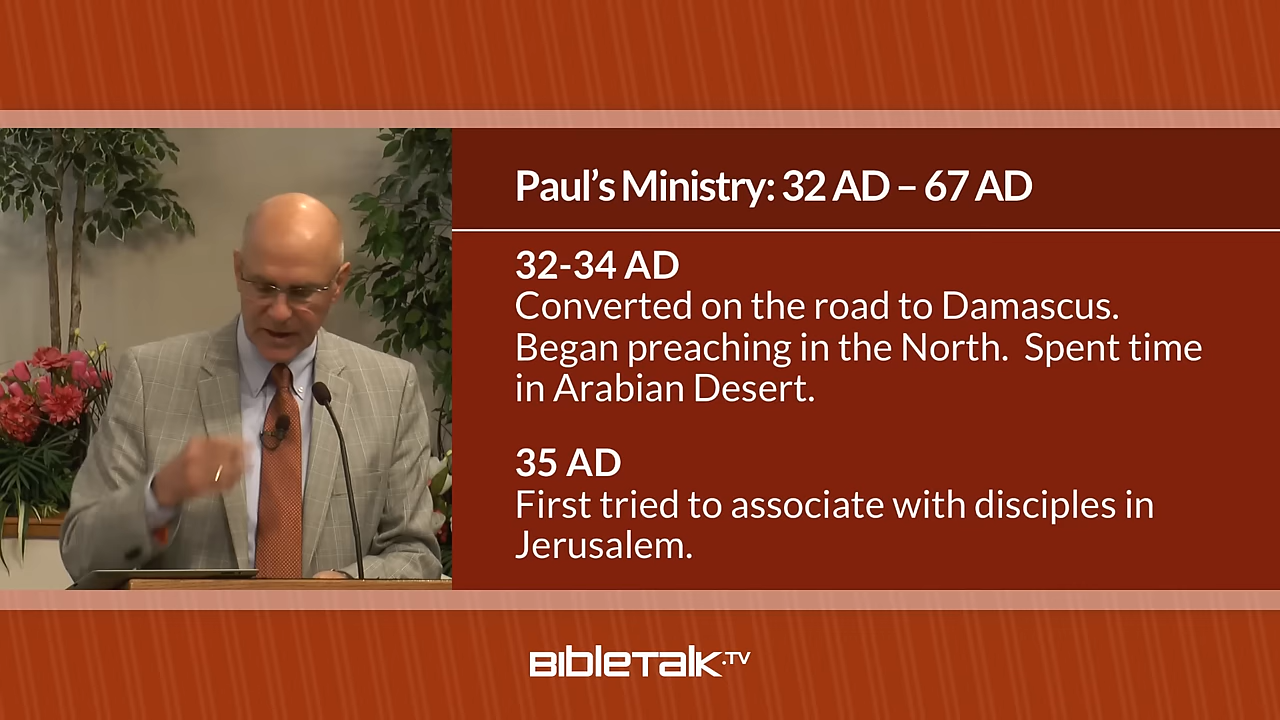 Paul's Ministry: 32 AD – 67 AD
32-34 AD
Converted on the road to Damascus.
Began preaching in the North.  Spent time
in Arabian Desert.
35 AD
First tried to associate with disciples in
Jerusalem.
BIBLETALK.TV